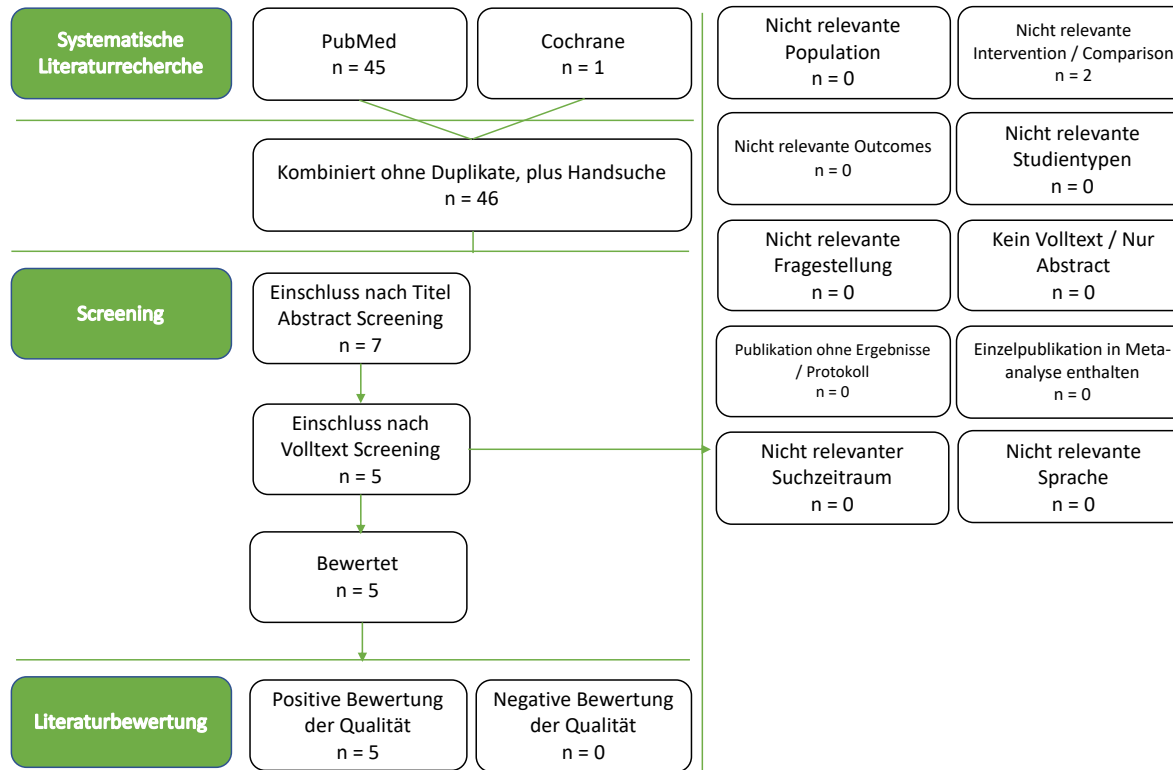 Systematische
Literaturrecherche
PubMed
n = 45
Cochrane
n = 1
Kombiniert ohne Duplikate, plus Handsuche
n = 46
Screening
Einschluss nach Titel
Abstract Screening
n = 7
Einschluss nach
Volltext Screening
n = 5
Bewertet
n = 5
Literaturbewertung
Positive Bewertung
der Qualität
n = 5
Negative Bewertung
der Qualität
n = 0
Nicht relevante
Population
n = 0
Nicht relevante
Intervention / Comparison
n = 2
Nicht relevante Outcomes
n = 0
Nicht relevante
Studientypen
n = 0
Nicht relevante
Fragestellung
n = 0
Kein Volltext / Nur
Abstract
n = 0
Publikation ohne Ergebnisse
/ Protokoll
n = 0
Einzelpublikation in Meta-
analyse enthalten
n = 0
Nicht relevanter
Suchzeitraum
n = 0
Nicht relevante
Sprache
n = 0